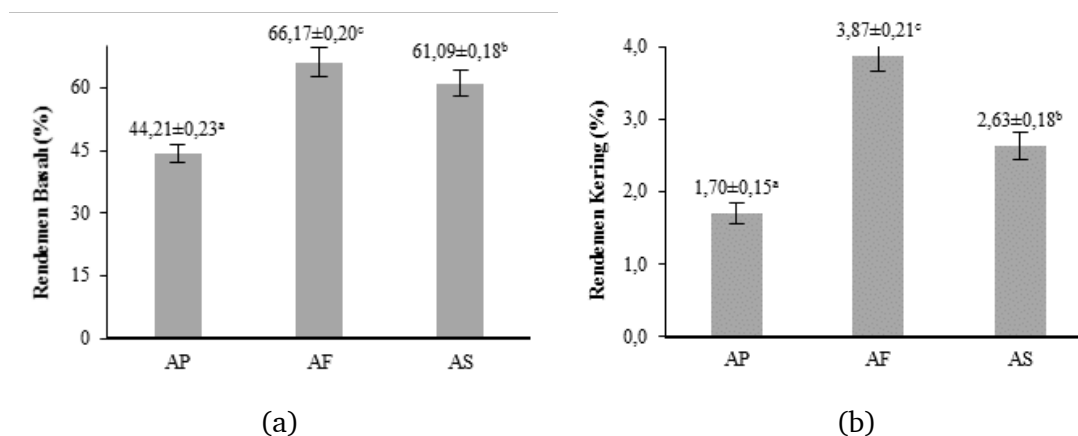 Rendemen Basah (%)
60
45
30
15
0
44,21±0,23ᵃ
66,17±0,20ᶜ
61,09±0,18ᵇ
AP AF AS
(a)
Rendemen Kering (%)
4,0
3,0
2,0
1,0
0,0
1,70±0,15ᵃ
3,87±0,21ᶜ
2,63±0,18ᵇ
AP AF AS
(b)